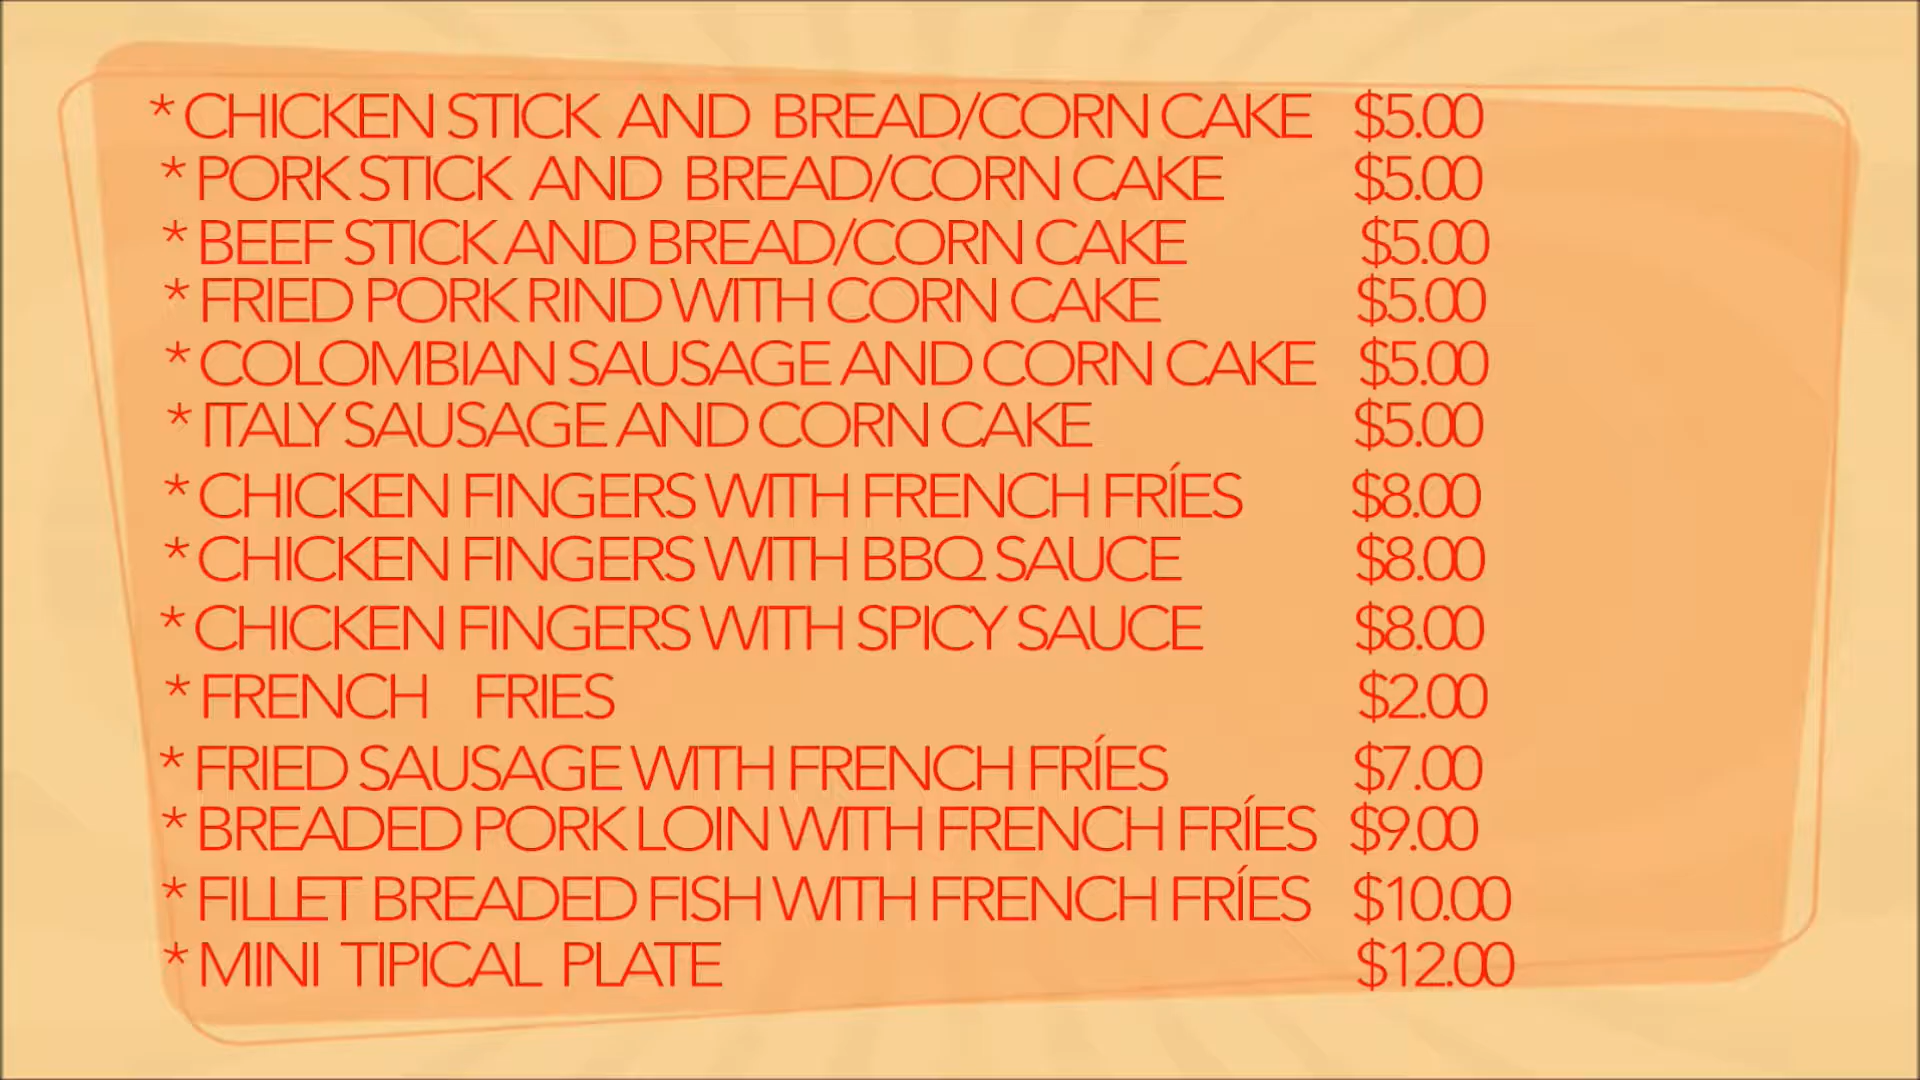 * CHICKEN STICK AND BREAD/CORN CAKE $5.00
* PORK STICK AND BREAD/CORN CAKE $5.00
* BEEF STICK AND BREAD/CORN CAKE $5.00
* FRIED PORK RIND WITH CORN CAKE $5.00
* COLOMBIAN SAUSAGE AND CORN CAKE $5.00
* ITALY SAUSAGE AND CORN CAKE $5.00
* CHICKEN FINGERS WITH FRENCH FRÍES $8.00
* CHICKEN FINGERS WITH BBQ SAUCE $8.00
* CHICKEN FINGERS WITH SPICY SAUCE $8.00
* FRENCH FRIES $2.00
* FRIED SAUSAGE WITH FRENCH FRÍES $7.00
* BREADED PORK LOIN WITH FRENCH FRÍES $9.00
* FILLET BREADED FISH WITH FRENCH FRÍES $10.00
* MINI TIPICAL PLATE $12.00